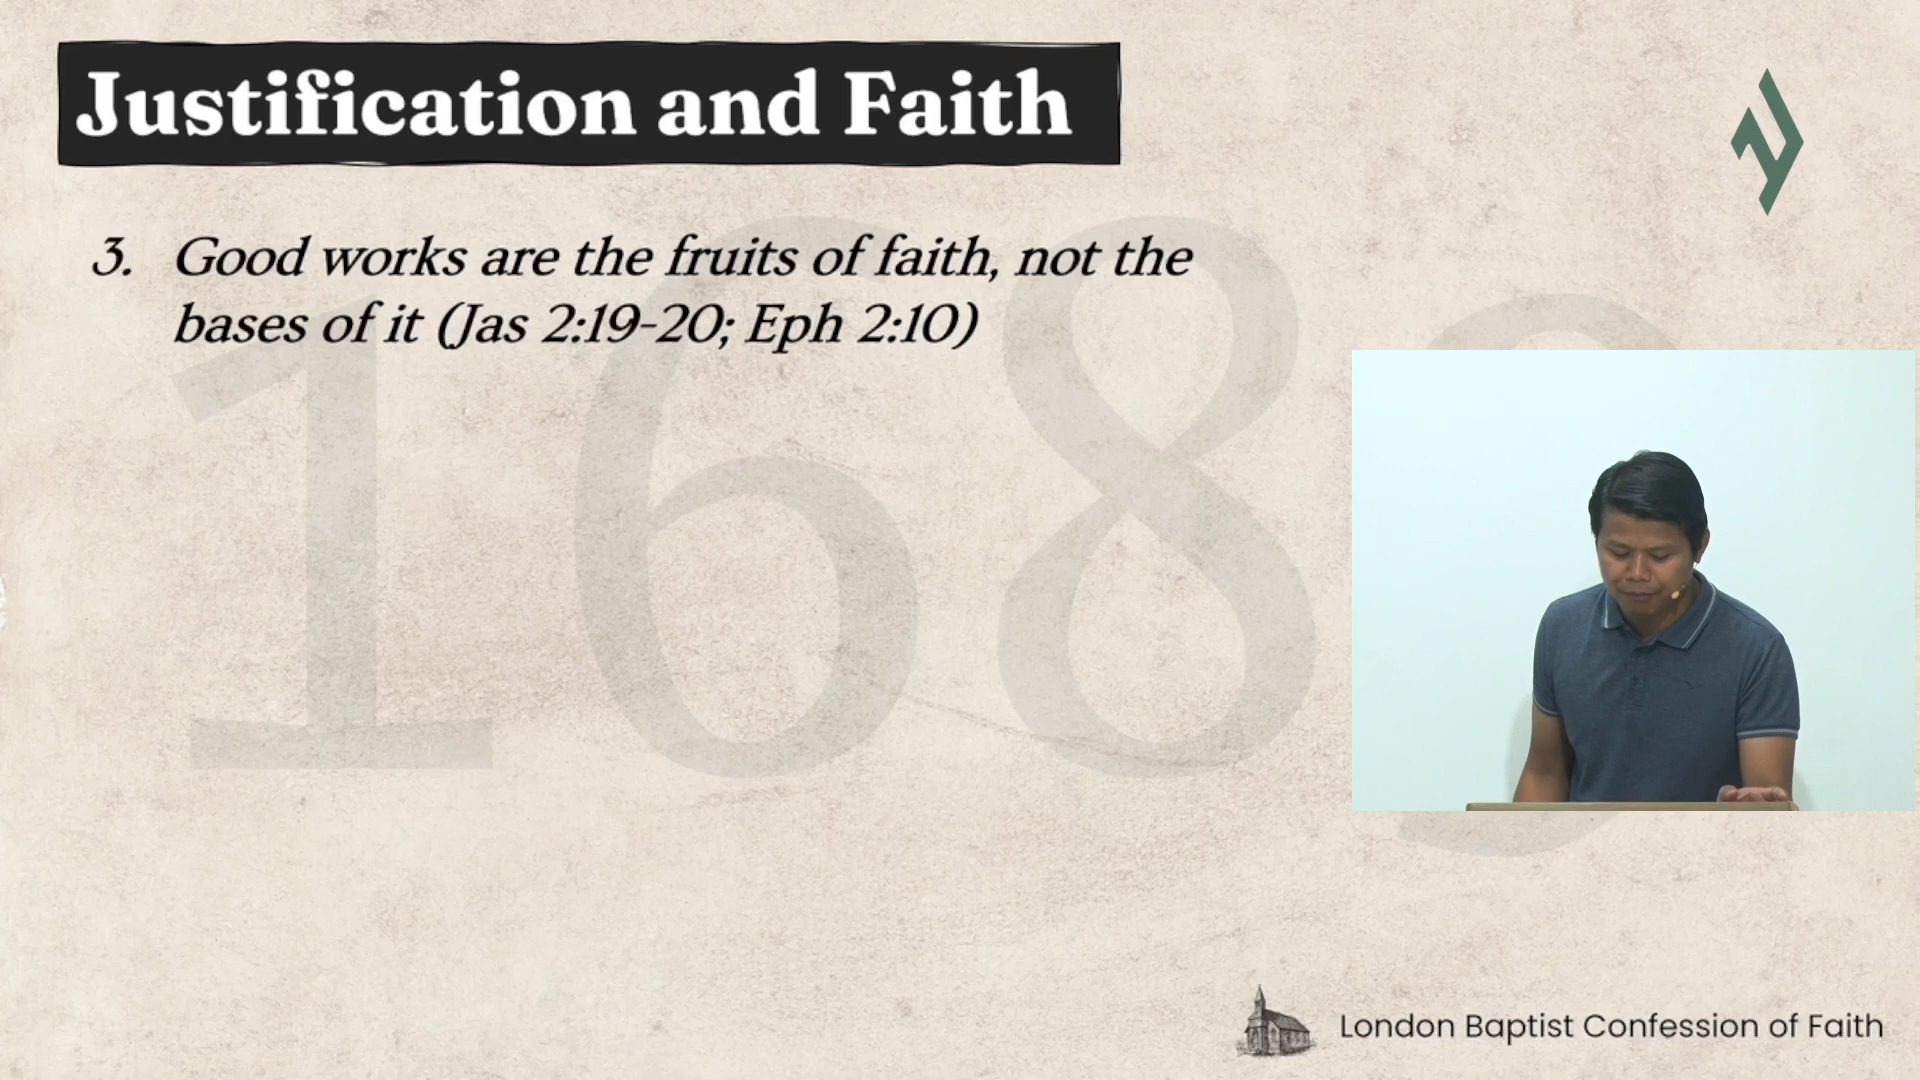 Justification and Faith
3. Good works are the fruits of faith, not the
bases of it (Jas 2:19-20; Eph 2:10)
1689
London Baptist Confession of Faith